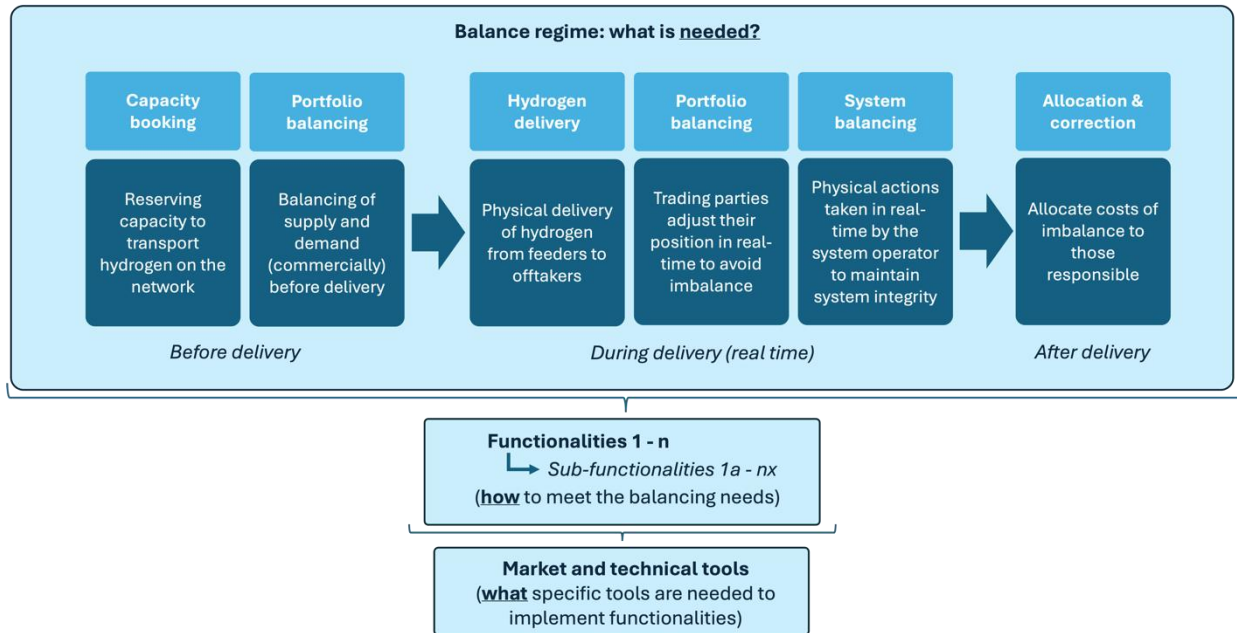 Balance regime: what is needed?
Capacity
booking
Portfolio
balancing
Hydrogen
delivery
Portfolio
balancing
System
balancing
Allocation &
correction
Reserving
capacity to
transport
hydrogen on the
network
Balancing of
supply and
demand
(commercially)
before delivery
Physical delivery
of hydrogen
from feeders to
offtakers
Trading parties
adjust their
position in real-
time to avoid
imbalance
Physical actions
taken in real-
time by the
system operator
to maintain
system integrity
Allocate costs of
imbalance to
those
responsible
Before delivery
During delivery (real time)
After delivery
Functionalities 1 - n
Sub-functionalities 1a - nx
(how to meet the balancing needs)
Market and technical tools
(what specific tools are needed to
implement functionalities)